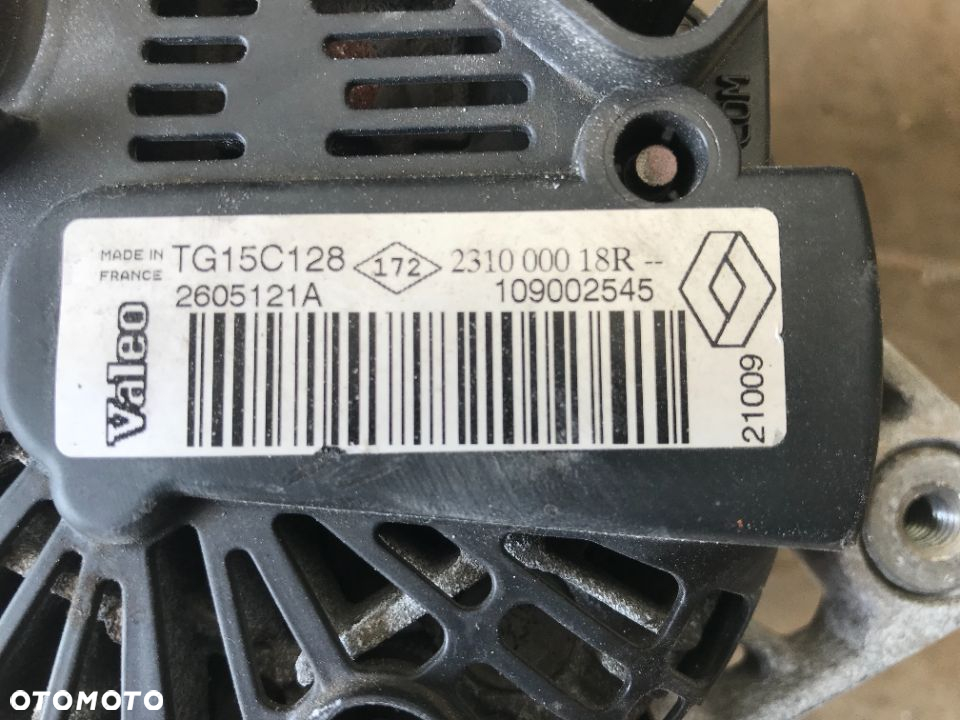 MADE IN
FRANCE
TG15C128
172
2310 000 18R --
2605121A
109002545
Valeo
21009
OTOMOTO